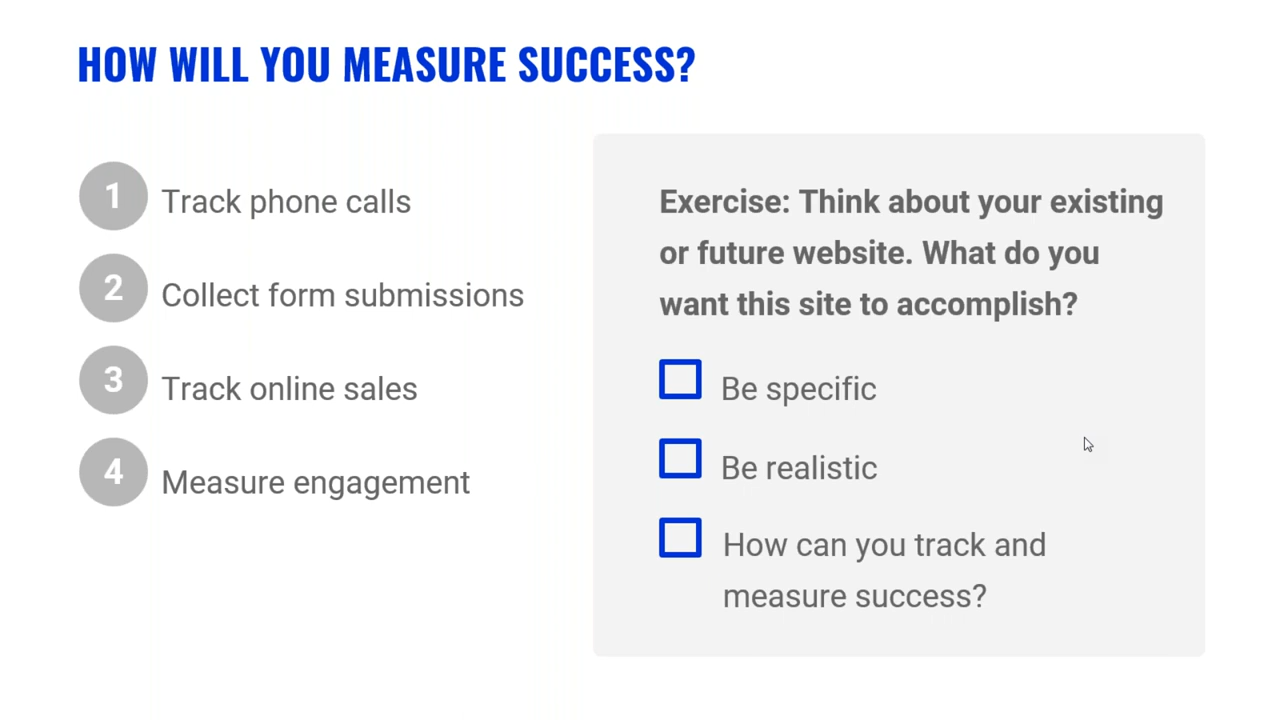 HOW WILL YOU MEASURE SUCCESS?
1 Track phone calls
2 Collect form submissions
3 Track online sales
4 Measure engagement
Exercise: Think about your existing
or future website. What do you
want this site to accomplish?
Be specific
Be realistic
How can you track and
measure success?